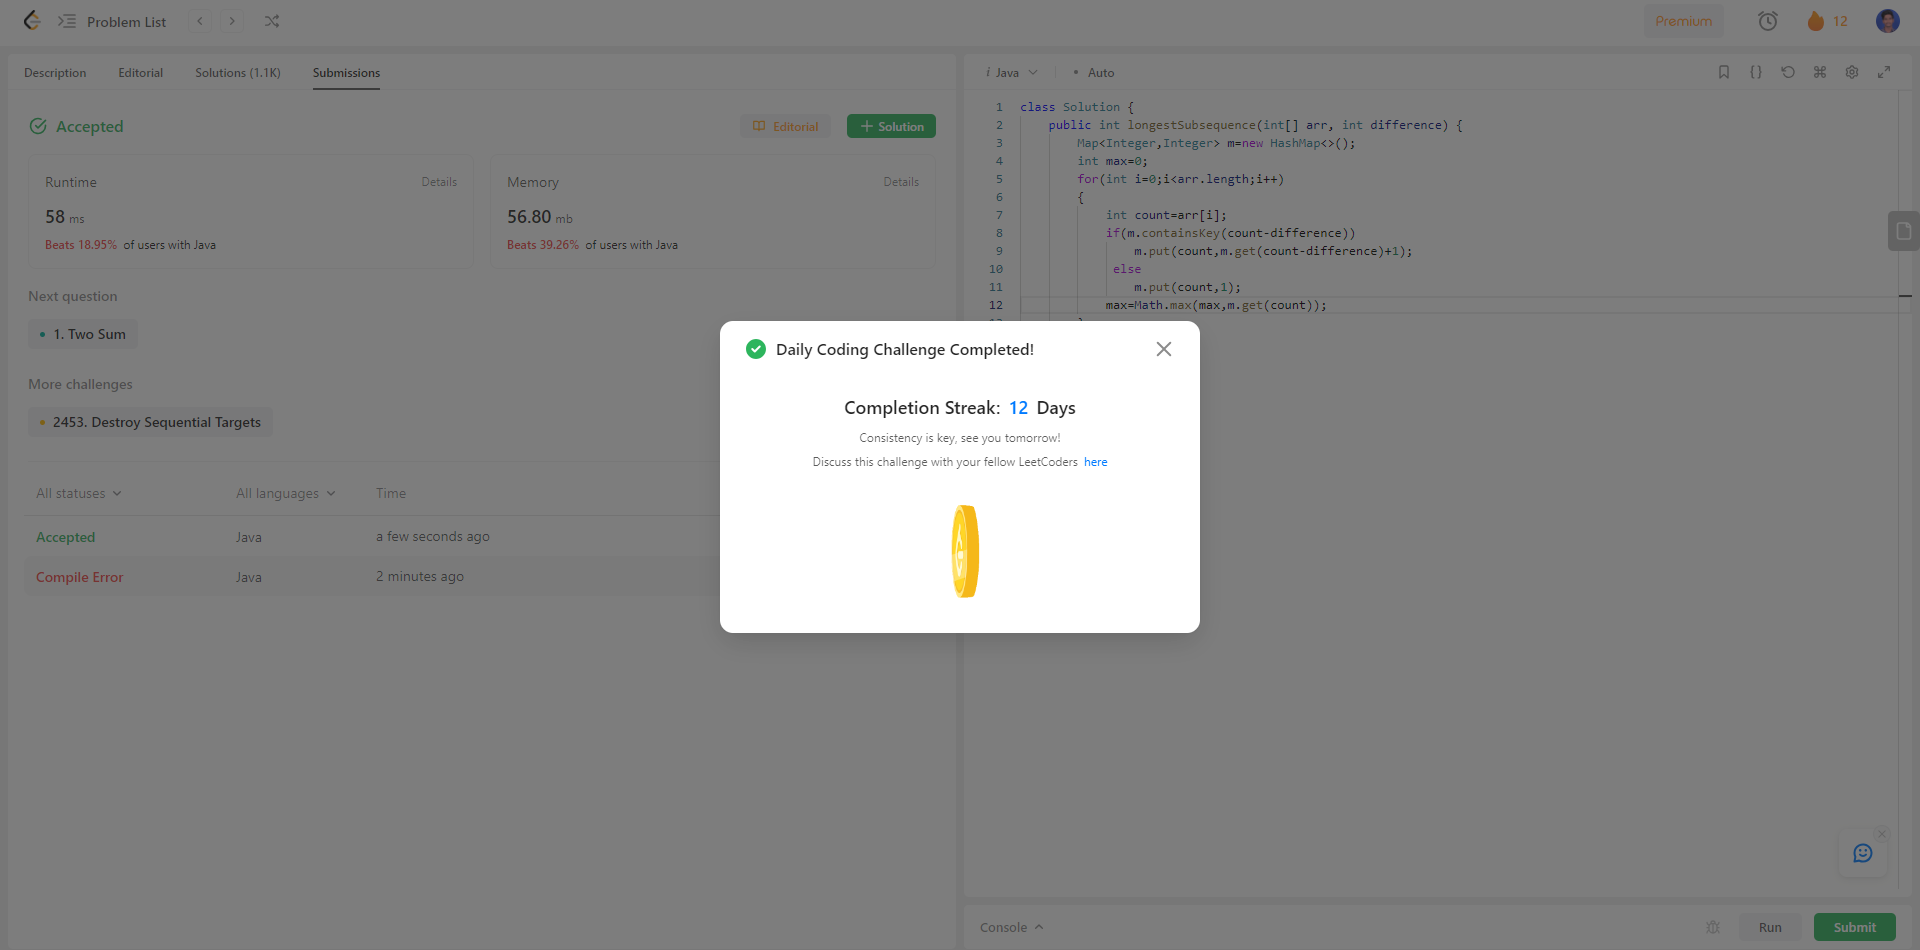 Problem List
Premium
12
Description
Editorial
Solutions (1.1K)
Submissions
Accepted
Editorial
Solution
Runtime
Details
58 ms
Beats 18.95% of users with Java
Memory
Details
56.80 mb
Beats 39.26% of users with Java
Next question
1. Two Sum
More challenges
2453. Destroy Sequential Targets
All statuses
All languages
Time
Accepted
Java
a few seconds ago
Compile Error
Java
2 minutes ago
i Java
• Auto
1 class Solution {
2 public int longestSubsequence(int[] arr, int difference) {
3 Map<Integer,Integer> m=new HashMap<>();
4 int max=0;
5 for(int i=0;i<arr.length;i++)
6 {
7 int count=arr[i];
8 if(m.containsKey(count-difference))
9 m.put(count,m.get(count-difference)+1);
10 else
11 m.put(count,1);
12 max=Math.max(max,m.get(count));
Daily Coding Challenge Completed!
Completion Streak: 12 Days
Consistency is key, see you tomorrow!
Discuss this challenge with your fellow LeetCoders here
Console
Run
Submit